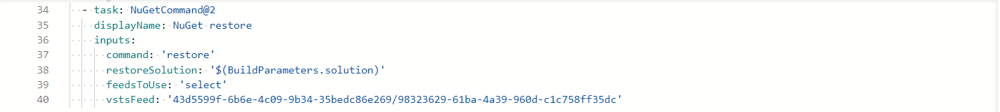 34 - task: NuGetCommand@2
35 displayName: NuGet restore
36 inputs:
37 command: 'restore'
38 restoreSolution: '$(BuildParameters.solution)'
39 feedsToUse: 'select'
40 vstsFeed: '43d5599f-6b6e-4c09-9b34-35bedc86e269/98323629-61ba-4a39-960d-c1c758ff35dc'